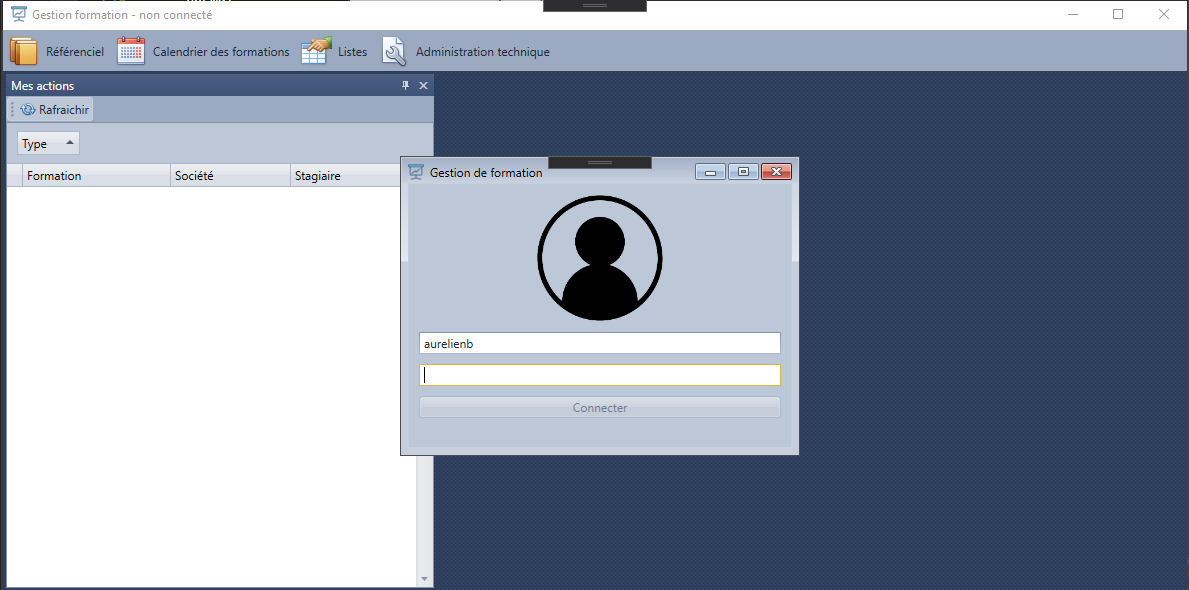 Gestion formation - non connecté
Référenciel
Calendrier des formations
Listes
Administration technique
Mes actions
Rafraichir
Type
Formation
Société
Stagiaire
Gestion de formation
aurelienb
Connecter